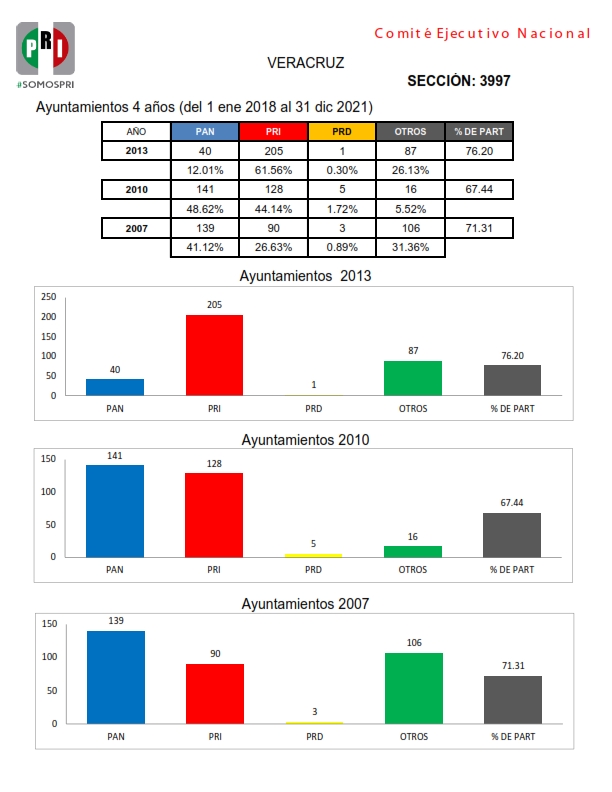 Comité Ejecutivo Nacional
PRI
#SOMOSPRI
VERACRUZ
SECCIÓN: 3997
Ayuntamientos 4 años (del 1 ene 2018 al 31 dic 2021)
AÑO PAN PRI PRD OTROS % DE PART
2013 40 205 1 87 76.20
12.01% 61.56% 0.30% 26.13%
2010 141 128 5 16 67.44
48.62% 44.14% 1.72% 5.52%
2007 139 90 3 106 71.31
41.12% 26.63% 0.89% 31.36%
Ayuntamientos 2013
250
200
150
100
50
0
40 205 1 87 76.20
PAN PRI PRD OTROS % DE PART
Ayuntamientos 2010
150
100
50
0
141 128 5 16 67.44
PAN PRI PRD OTROS % DE PART
Ayuntamientos 2007
150
100
50
0
139 90 3 106 71.31
PAN PRI PRD OTROS % DE PART